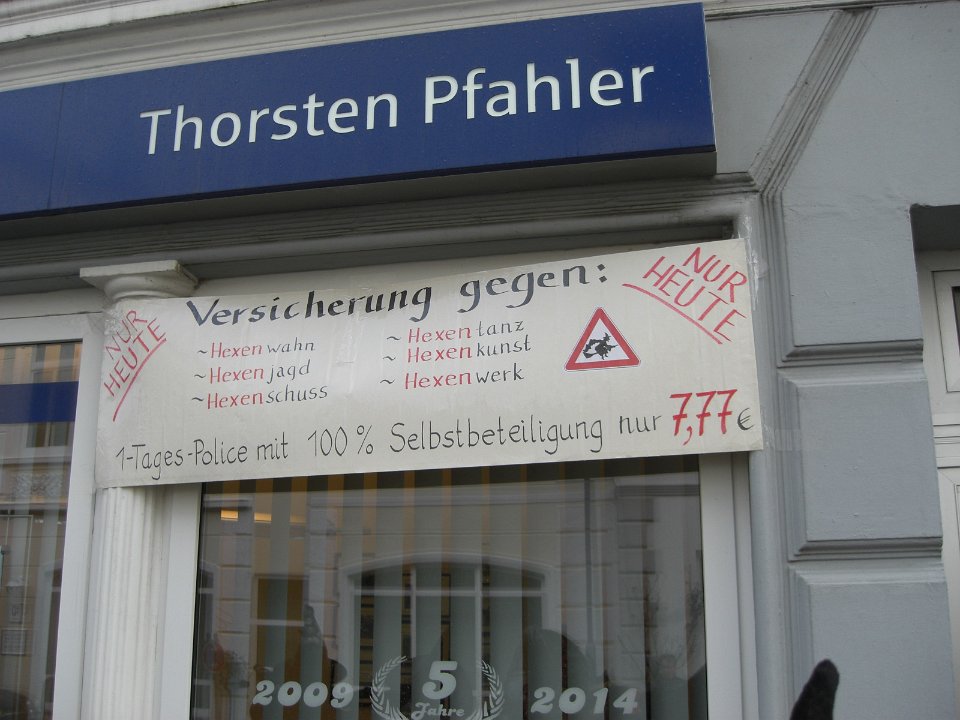 Thorsten Pfahler
NUR
HEUTE
Versicherung gegen:
NUR
HEUTE
~Hexenwahn
~Hexenjagd
~Hexenschuss
~Hexentanz
~Hexenkunst
~Hexenwerk
1-Tages-Police mit 100% Selbstbeteiligung nur 7,77€
2009 5 2014
Jahre